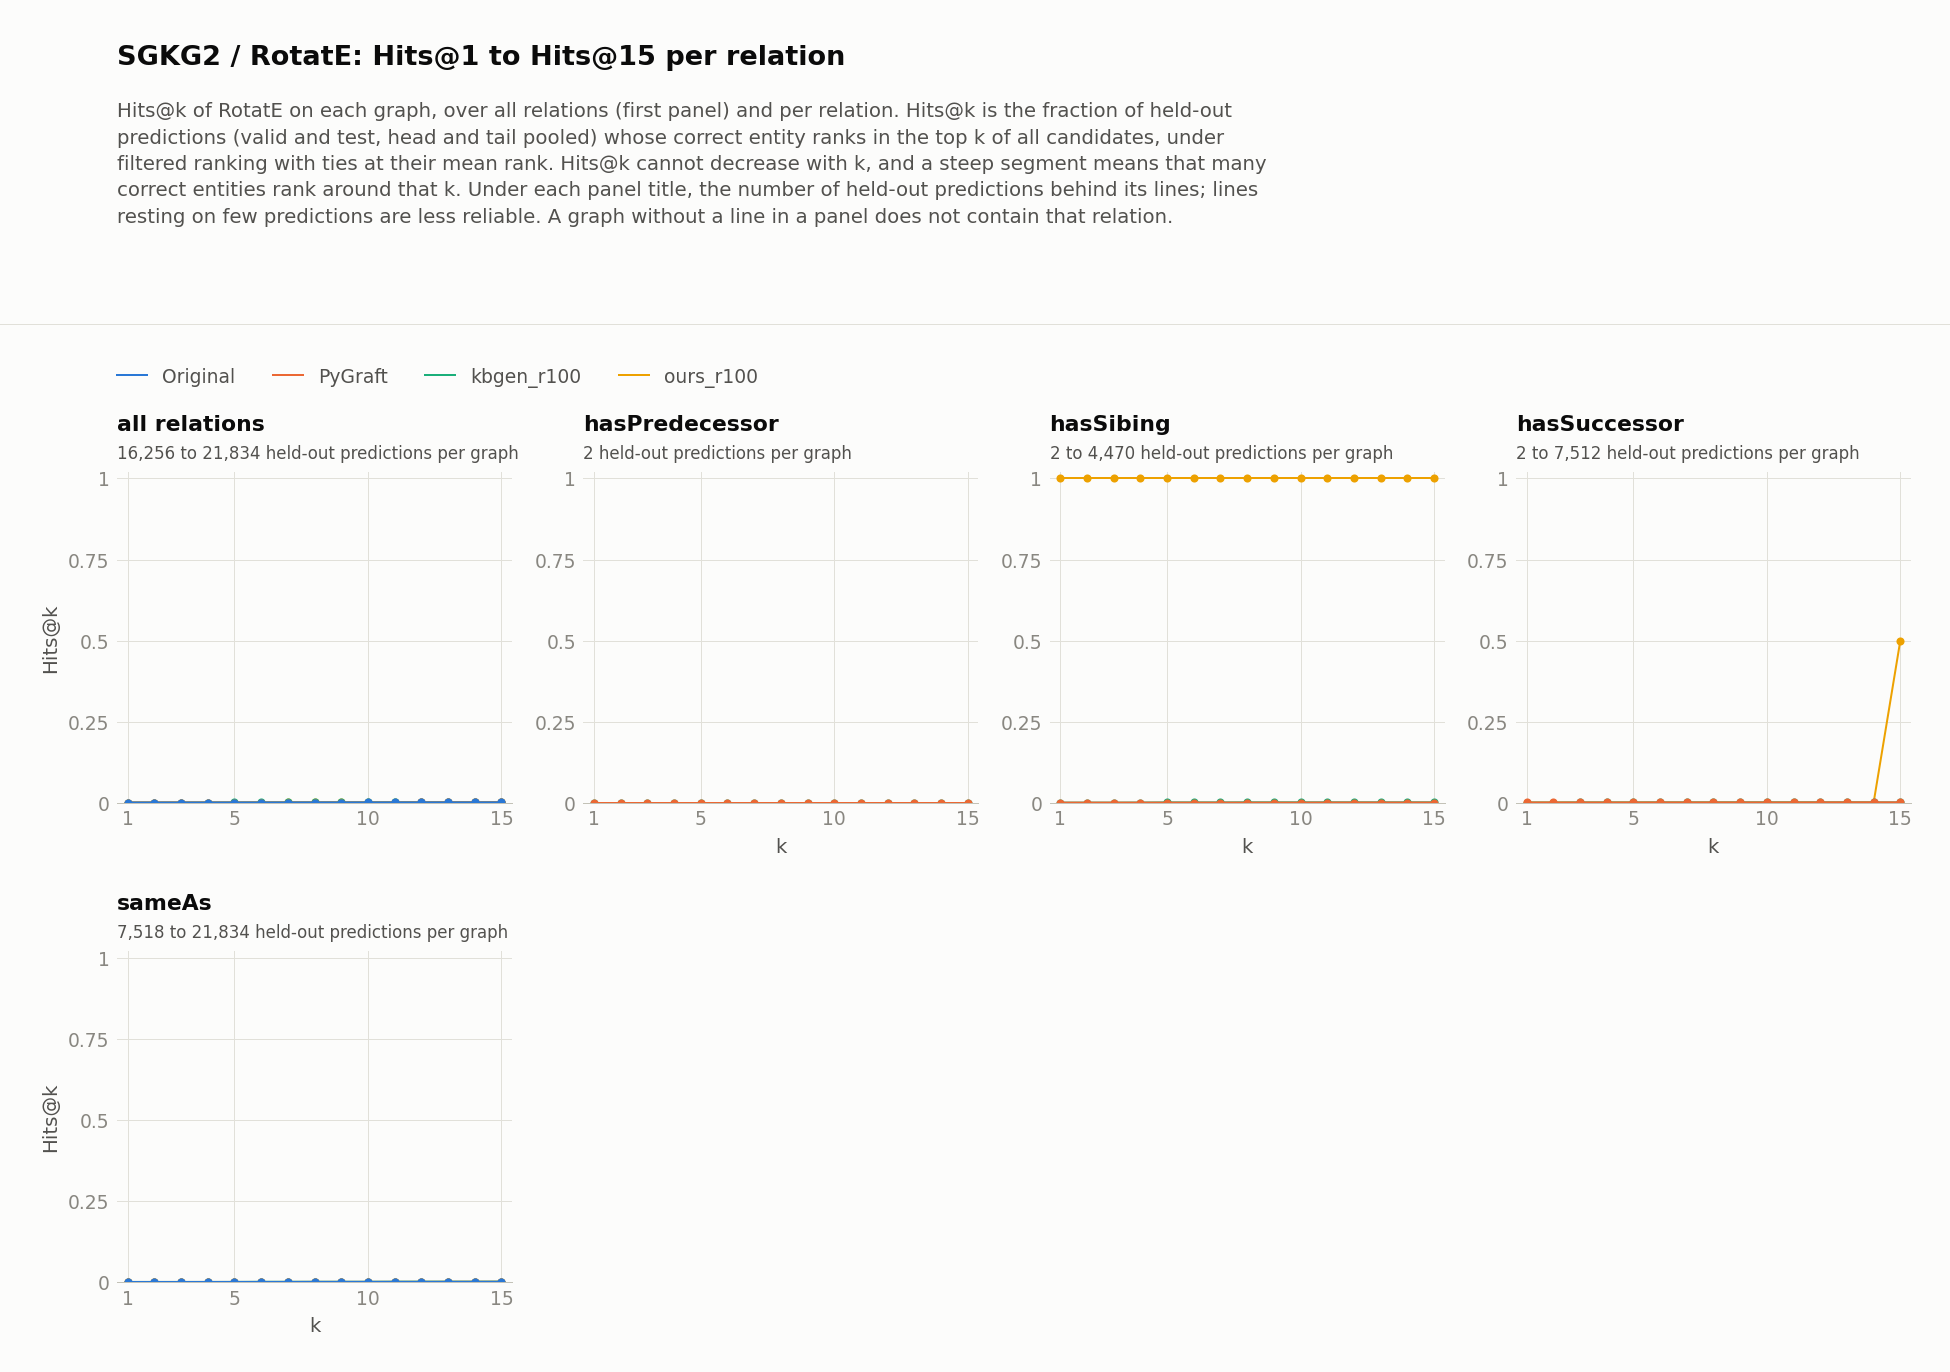 SGKG2 / RotatE: Hits@1 to Hits@15 per relation
Hits@k of RotatE on each graph, over all relations (first panel) and per relation. Hits@k is the fraction of held-out
predictions (valid and test, head and tail pooled) whose correct entity ranks in the top k of all candidates, under
filtered ranking with ties at their mean rank. Hits@k cannot decrease with k, and a steep segment means that many
correct entities rank around that k. Under each panel title, the number of held-out predictions behind its lines; lines
resting on few predictions are less reliable. A graph without a line in a panel does not contain that relation.
Original PyGraft kbgen_r100 ours_r100
all relations
16,256 to 21,834 held-out predictions per graph
1
0.75
0.5
0.25
0
Hits@k
1 5 10 15
hasPredecessor
2 held-out predictions per graph
1
0.75
0.5
0.25
0
1 5 10 15
k
hasSibing
2 to 4,470 held-out predictions per graph
1
0.75
0.5
0.25
0
1 5 10 15
k
hasSuccessor
2 to 7,512 held-out predictions per graph
1
0.75
0.5
0.25
0
1 5 10 15
k
sameAs
7,518 to 21,834 held-out predictions per graph
1
0.75
0.5
0.25
0
Hits@k
1 5 10 15
k